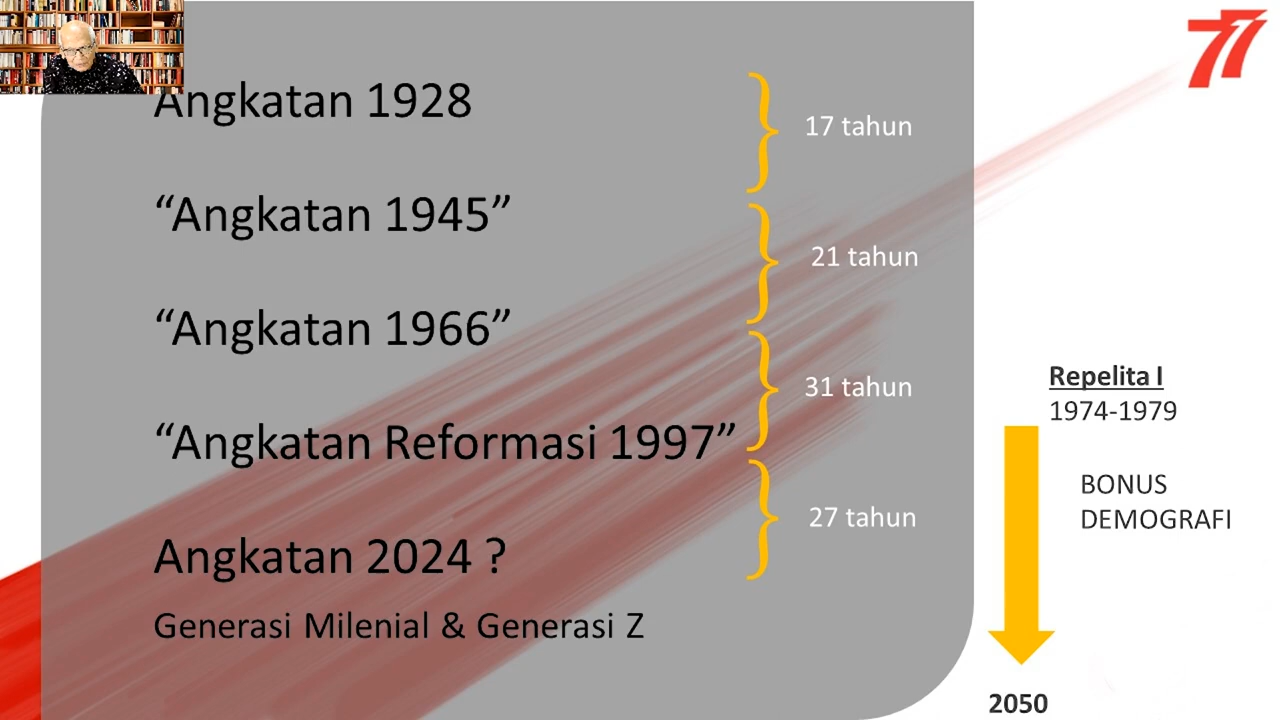 77
Angkatan 1928
17 tahun
“Angkatan 1945”
21 tahun
“Angkatan 1966”
31 tahun
“Angkatan Reformasi 1997”
27 tahun
Angkatan 2024 ?
Generasi Milenial & Generasi Z
Repelita I
1974-1979
BONUS
DEMOGRAFI
2050